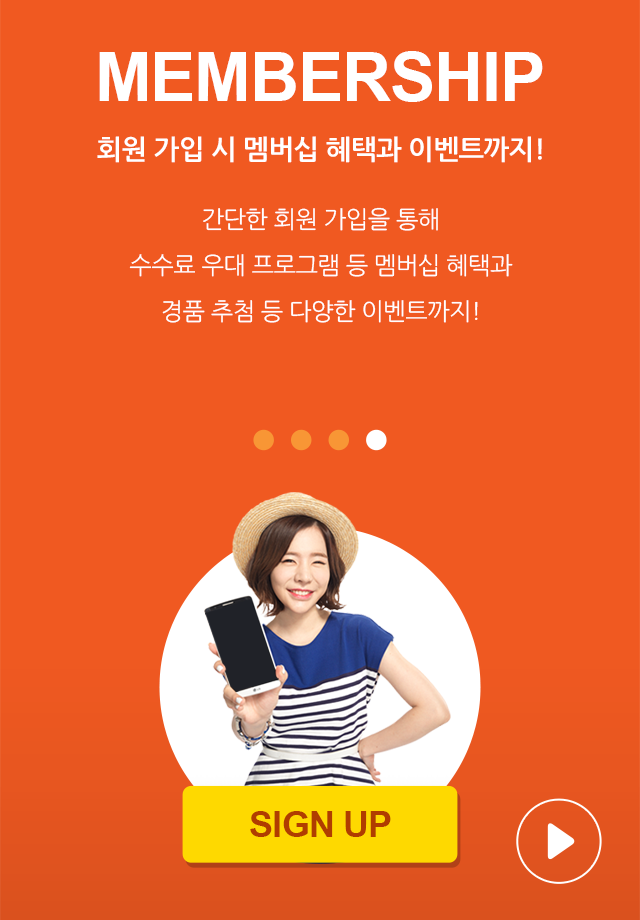 MEMBERSHIP
회원 가입 시 멤버십 혜택과 이벤트까지!
간단한 회원 가입을 통해
수수료 우대 프로그램 등 멤버십 혜택과
경품 추첨 등 다양한 이벤트까지!
LG
SIGN UP